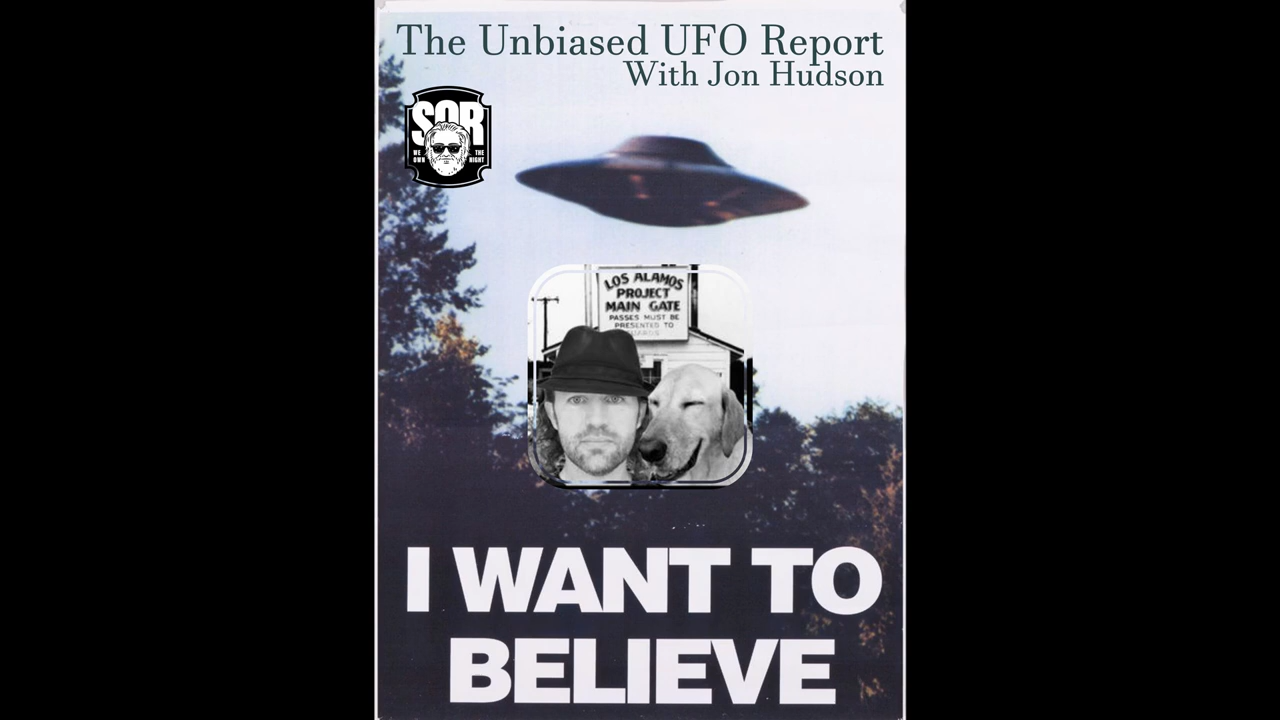 The Unbiased UFO Report
With Jon Hudson
SOR
WE OWN THE NIGHT
LOS ALAMOS
PROJECT
MAIN GATE
PASSES MUST BE
PRESENTED TO
GUARDS
I WANT TO
BELIEVE